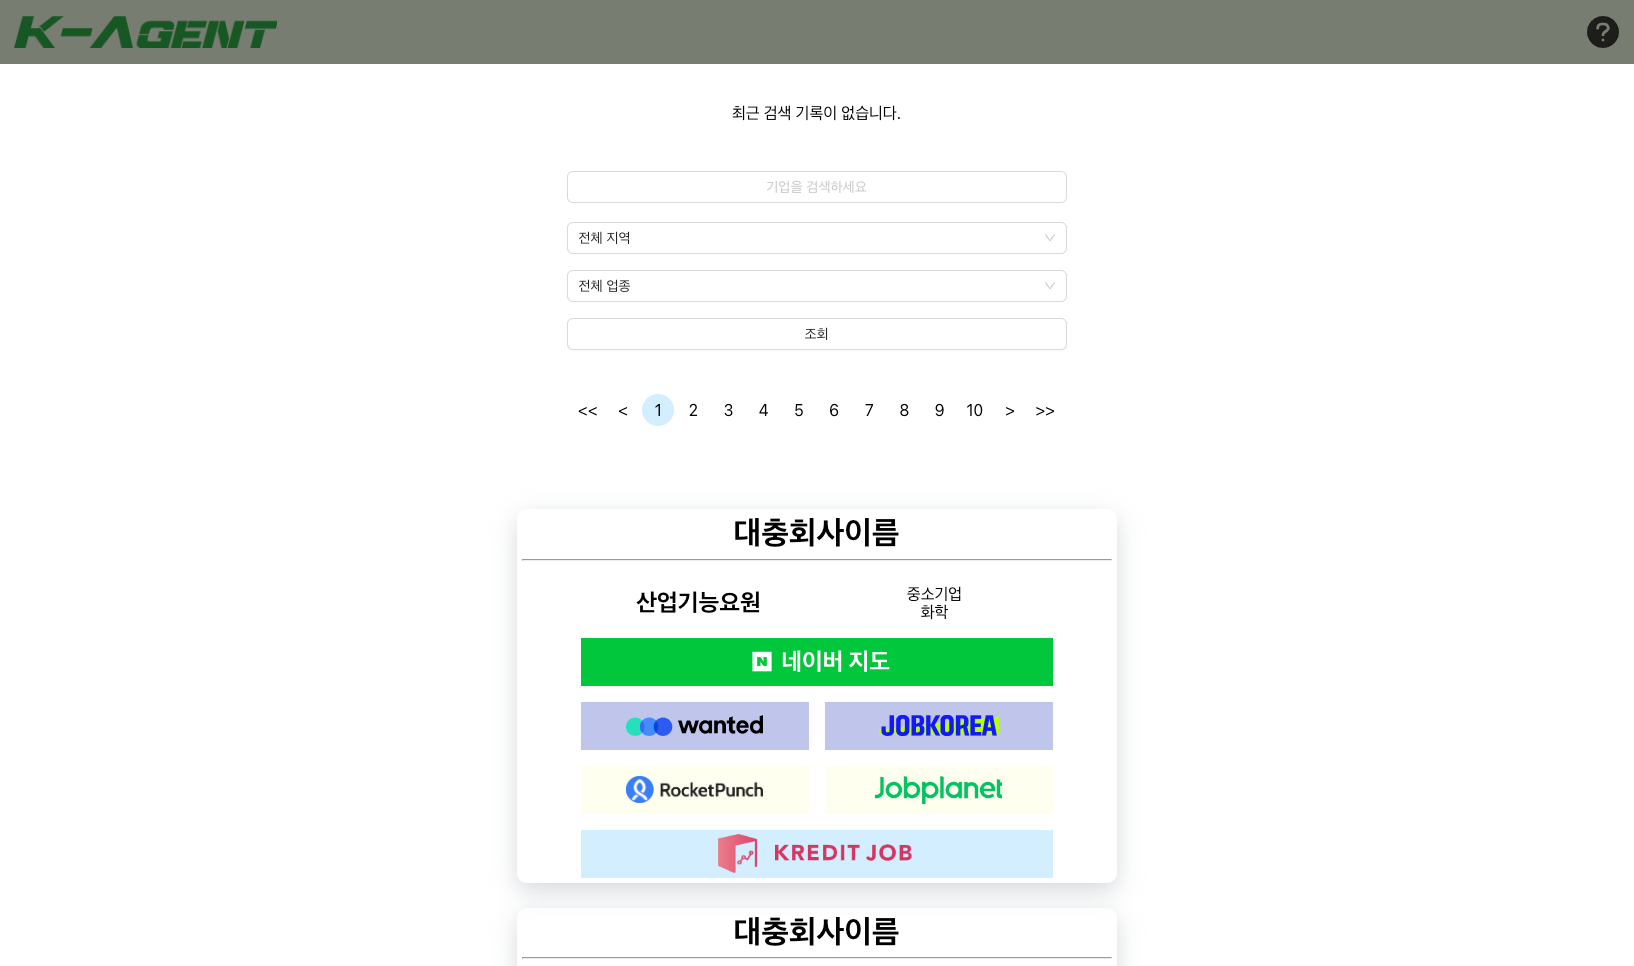 K-AGENT
?
최근 검색 기록이 없습니다.
기업을 검색하세요
전체 지역
전체 업종
조회
<< < 1 2 3 4 5 6 7 8 9 10 > >>
대충회사이름
산업기능요원
중소기업
화학
N 네이버 지도
wanted
JOBKOREA
RocketPunch
Jobplanet
KREDIT JOB
대충회사이름